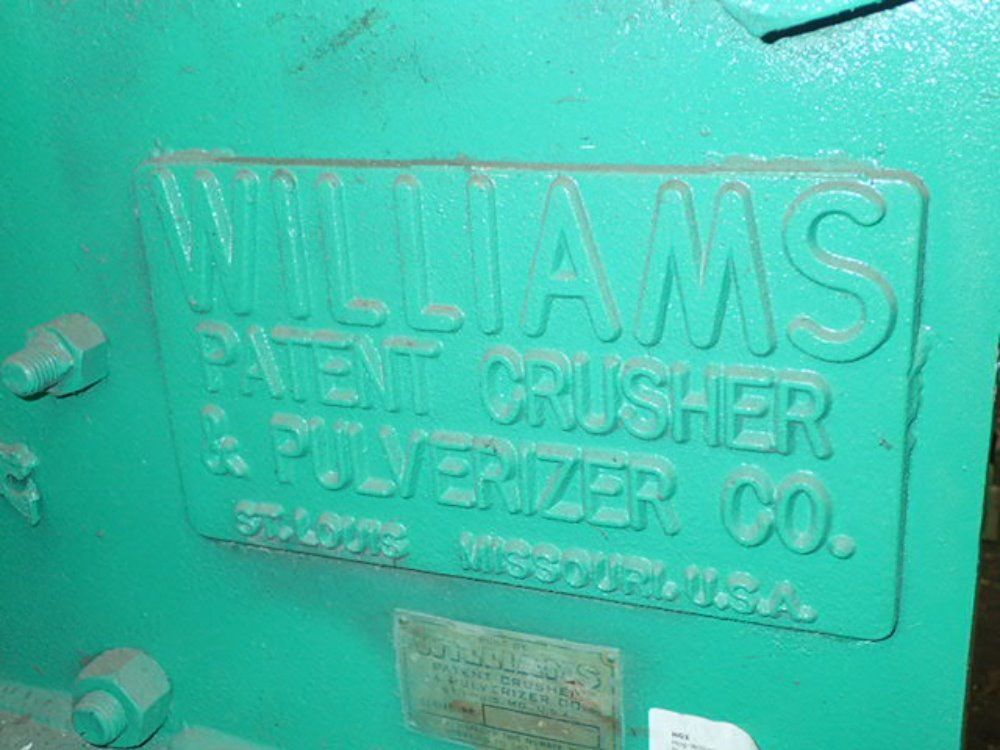 WILLIAMS
PATENT CRUSHER
& PULVERIZER CO.
ST. LOUIS MISSOURI. U.S.A.
WILLIAMS
PATENT CRUSHER
& PULVERIZER CO.